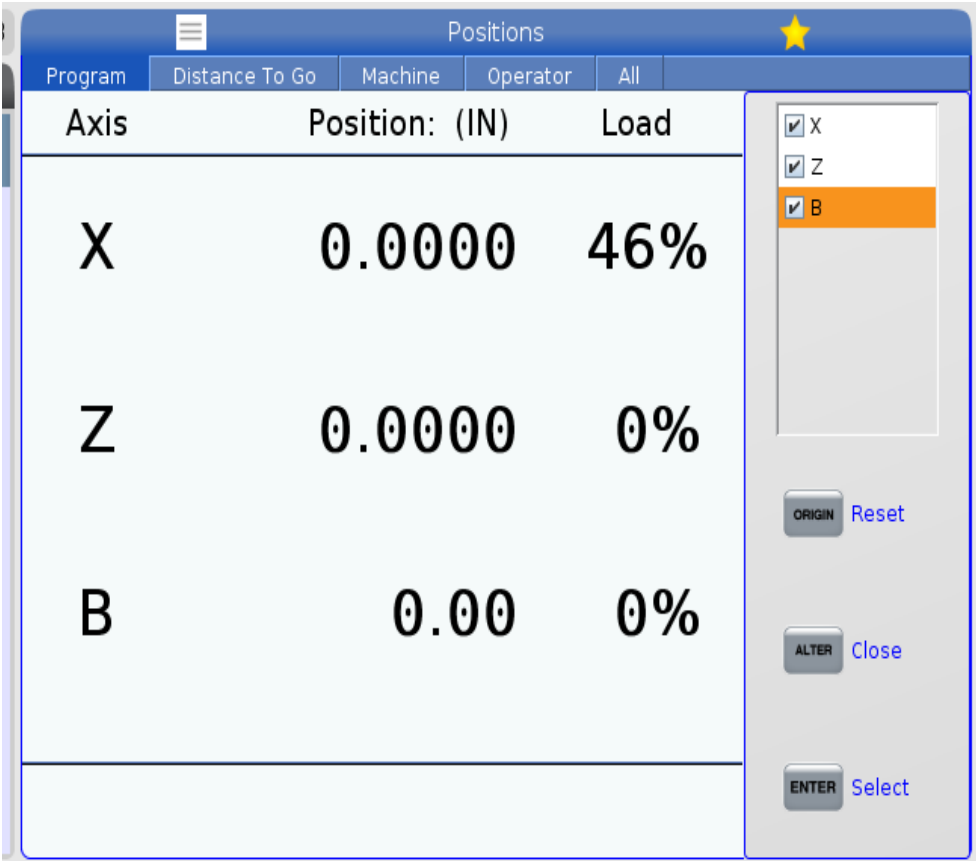 Positions
Program Distance To Go Machine Operator All
Axis Position: (IN) Load
X 0.0000 46%
Z 0.0000 0%
B 0.00 0%
X
Z
B
ORIGIN Reset
ALTER Close
ENTER Select